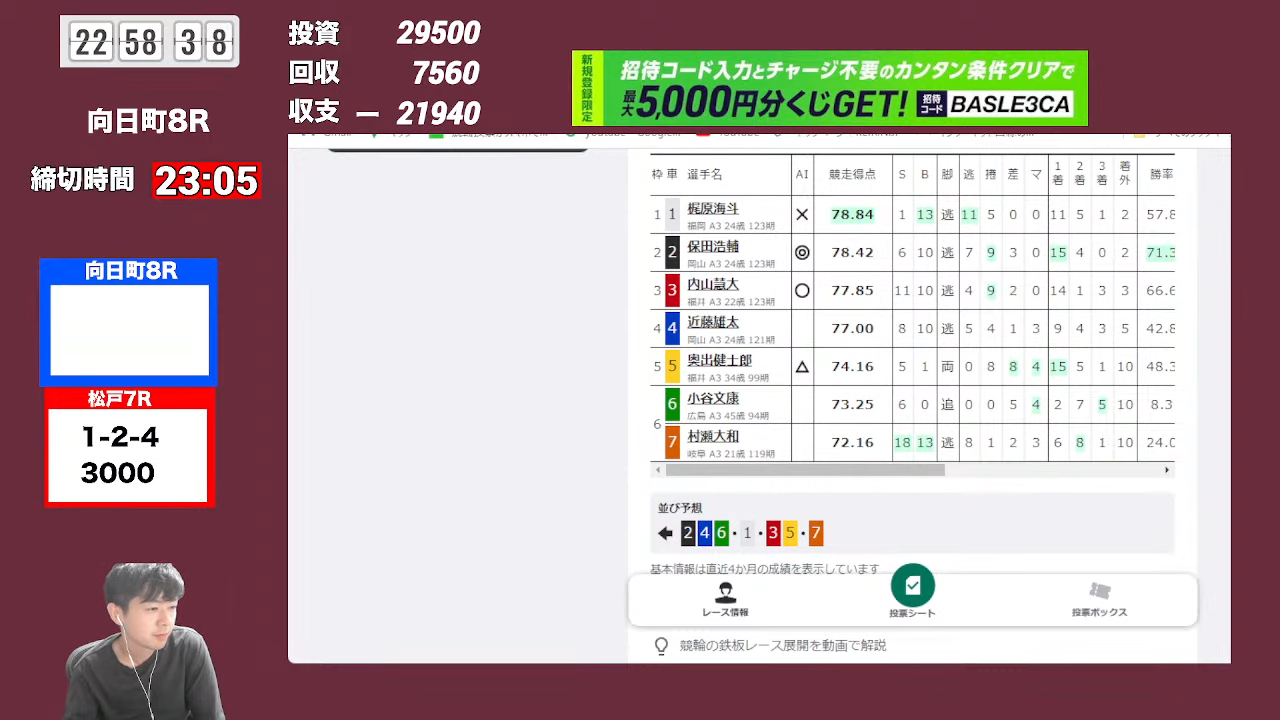 22 58 38
投資 29500
回収 7560
収支 － 21940
新規登録限定
招待コード入力とチャージ不要のカンタン条件クリアで
最大5,000円分くじGET! 招待コード BASLE3CA
向日町8R
締切時間 23:05
向日町8R
松戸7R
1-2-4
3000
枠 車 選手名 AI 競走得点 S B 脚 逃 捲 差 マ 1着 2着 3着 着外 勝率
1 1 梶原海斗 × 78.84 1 13 逃 11 5 0 0 11 5 1 2 57.8
福岡 A3 24歳 123期
2 2 保田浩輔 ◎ 78.42 6 10 逃 7 9 3 0 15 4 0 2 71.3
岡山 A3 24歳 123期
3 3 内山慧大 ○ 77.85 11 10 逃 4 9 2 0 14 1 3 3 66.6
福井 A3 22歳 123期
4 4 近藤雄太 77.00 8 10 逃 5 4 1 3 9 4 3 5 42.8
岡山 A3 24歳 121期
5 5 奥出健士郎 △ 74.16 5 1 両 0 8 8 4 15 5 1 10 48.3
福井 A3 34歳 99期
6 6 小谷文康 73.25 6 0 追 0 0 5 4 2 7 5 10 8.3
広島 A3 45歳 94期
7 村瀬大和 72.16 18 13 逃 8 1 2 3 6 8 1 10 24.0
岐阜 A3 21歳 119期
並び予想
2 4 6 ・ 1 ・ 3 5 ・ 7
基本情報は直近4か月の成績を表示しています
レース情報 投票シート 投票ボックス
競輪の鉄板レース展開を動画で解説